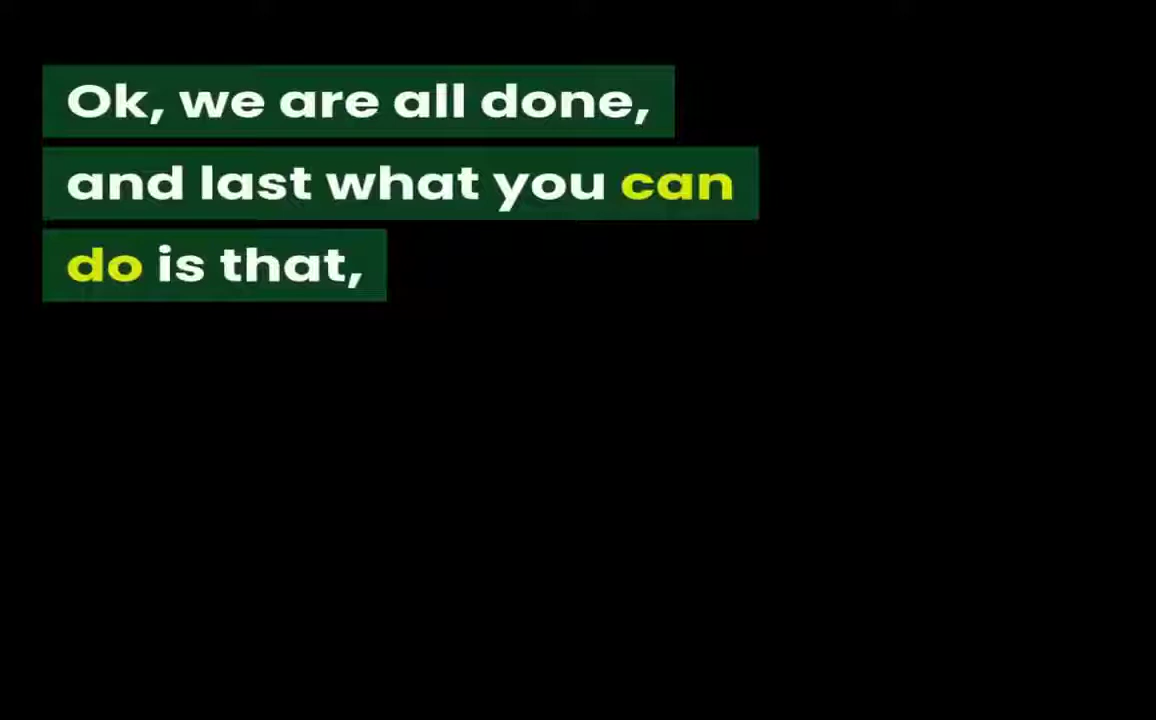 Ok, we are all done,
and last what you can
do is that,